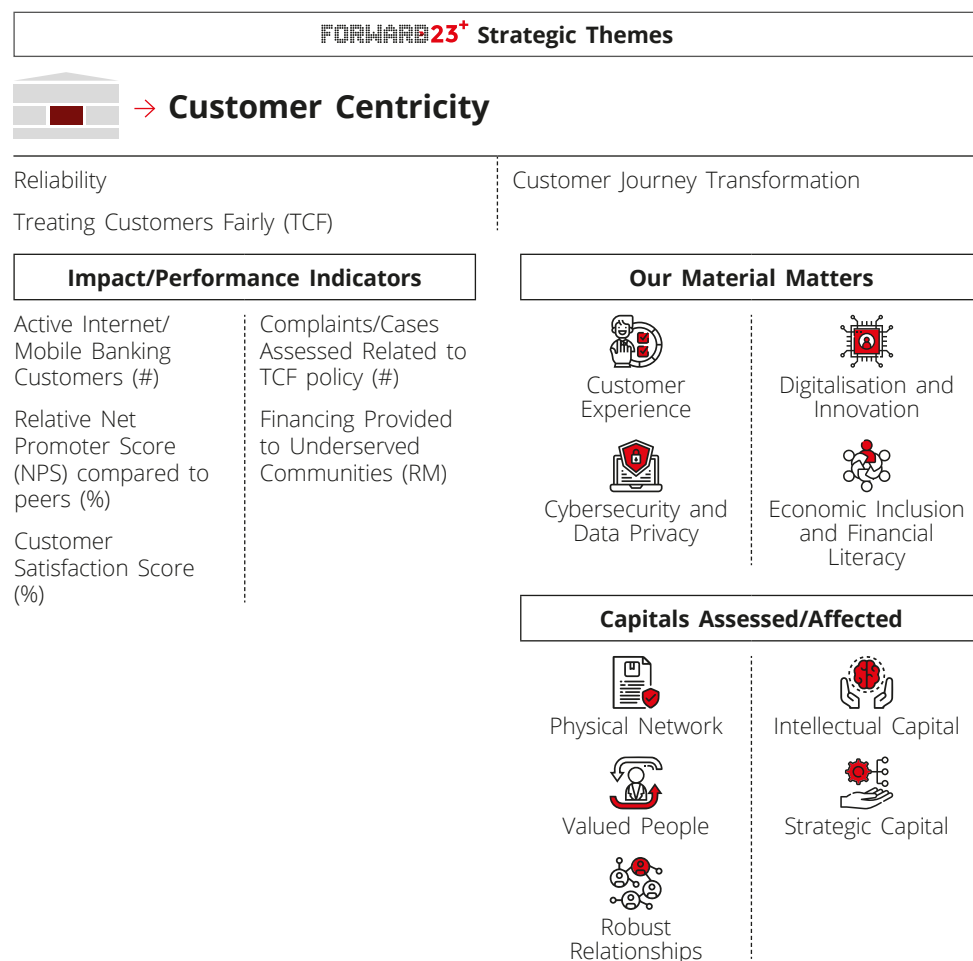 FORWARD23+ Strategic Themes
→ Customer Centricity
Reliability
Treating Customers Fairly (TCF)
Customer Journey Transformation
Impact/Performance Indicators
Active Internet/
Mobile Banking
Customers (#)
Relative Net
Promoter Score
(NPS) compared to
peers (%)
Customer
Satisfaction Score
(%)
Complaints/Cases
Assessed Related to
TCF policy (#)
Financing Provided
to Underserved
Communities (RM)
Our Material Matters
Customer
Experience
Digitalisation and
Innovation
Cybersecurity and
Data Privacy
Economic Inclusion
and Financial
Literacy
Capitals Assessed/Affected
Physical Network
Intellectual Capital
Valued People
Strategic Capital
Robust
Relationships